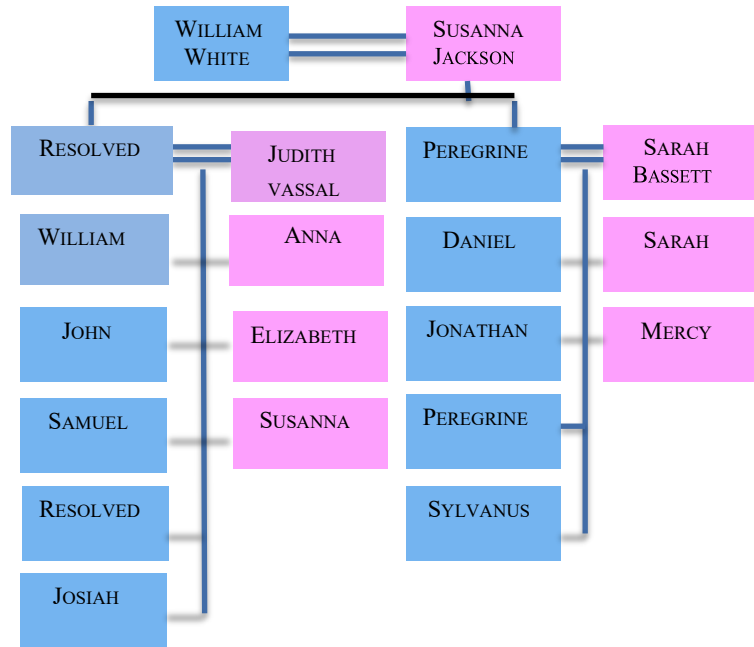 WILLIAM
WHITE
SUSANNA
JACKSON
RESOLVED
JUDITH
VASSAL
PEREGRINE
SARAH
BASSETT
WILLIAM
ANNA
DANIEL
SARAH
JOHN
ELIZABETH
JONATHAN
MERCY
SAMUEL
SUSANNA
PEREGRINE
RESOLVED
SYLVANUS
JOSIAH